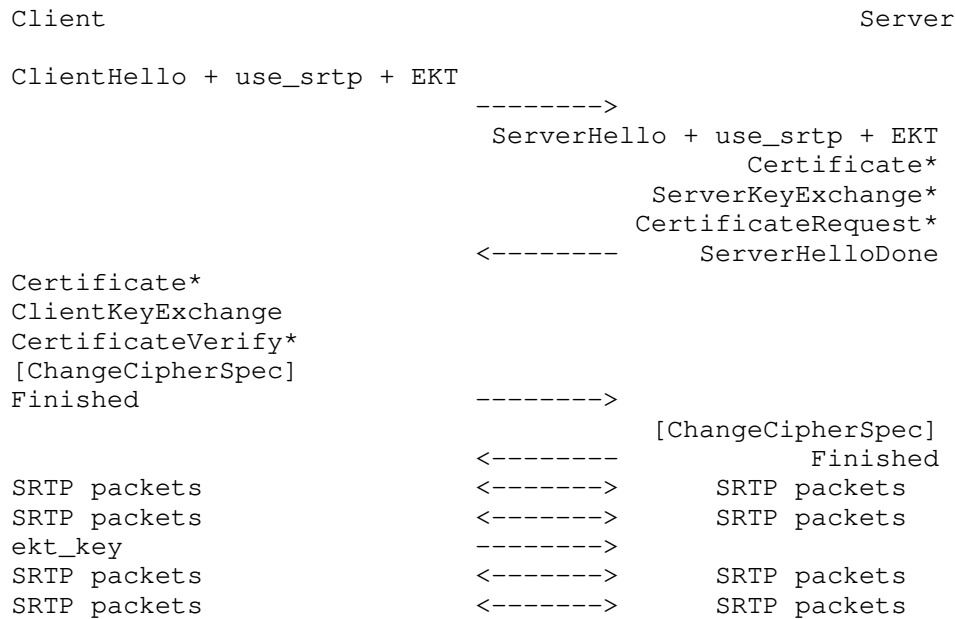 Client                                               Server

ClientHello + use_srtp + EKT
                             -------->
                              ServerHello + use_srtp + EKT
                                              Certificate*
                                        ServerKeyExchange*
                                       CertificateRequest*
                             <--------     ServerHelloDone
Certificate*
ClientKeyExchange
CertificateVerify*
[ChangeCipherSpec]
Finished                     -------->
                                        [ChangeCipherSpec]
                             <--------            Finished
SRTP packets                 <------->      SRTP packets
SRTP packets                 <------->      SRTP packets
ekt_key                      -------->
SRTP packets                 <------->      SRTP packets
SRTP packets                 <------->      SRTP packets